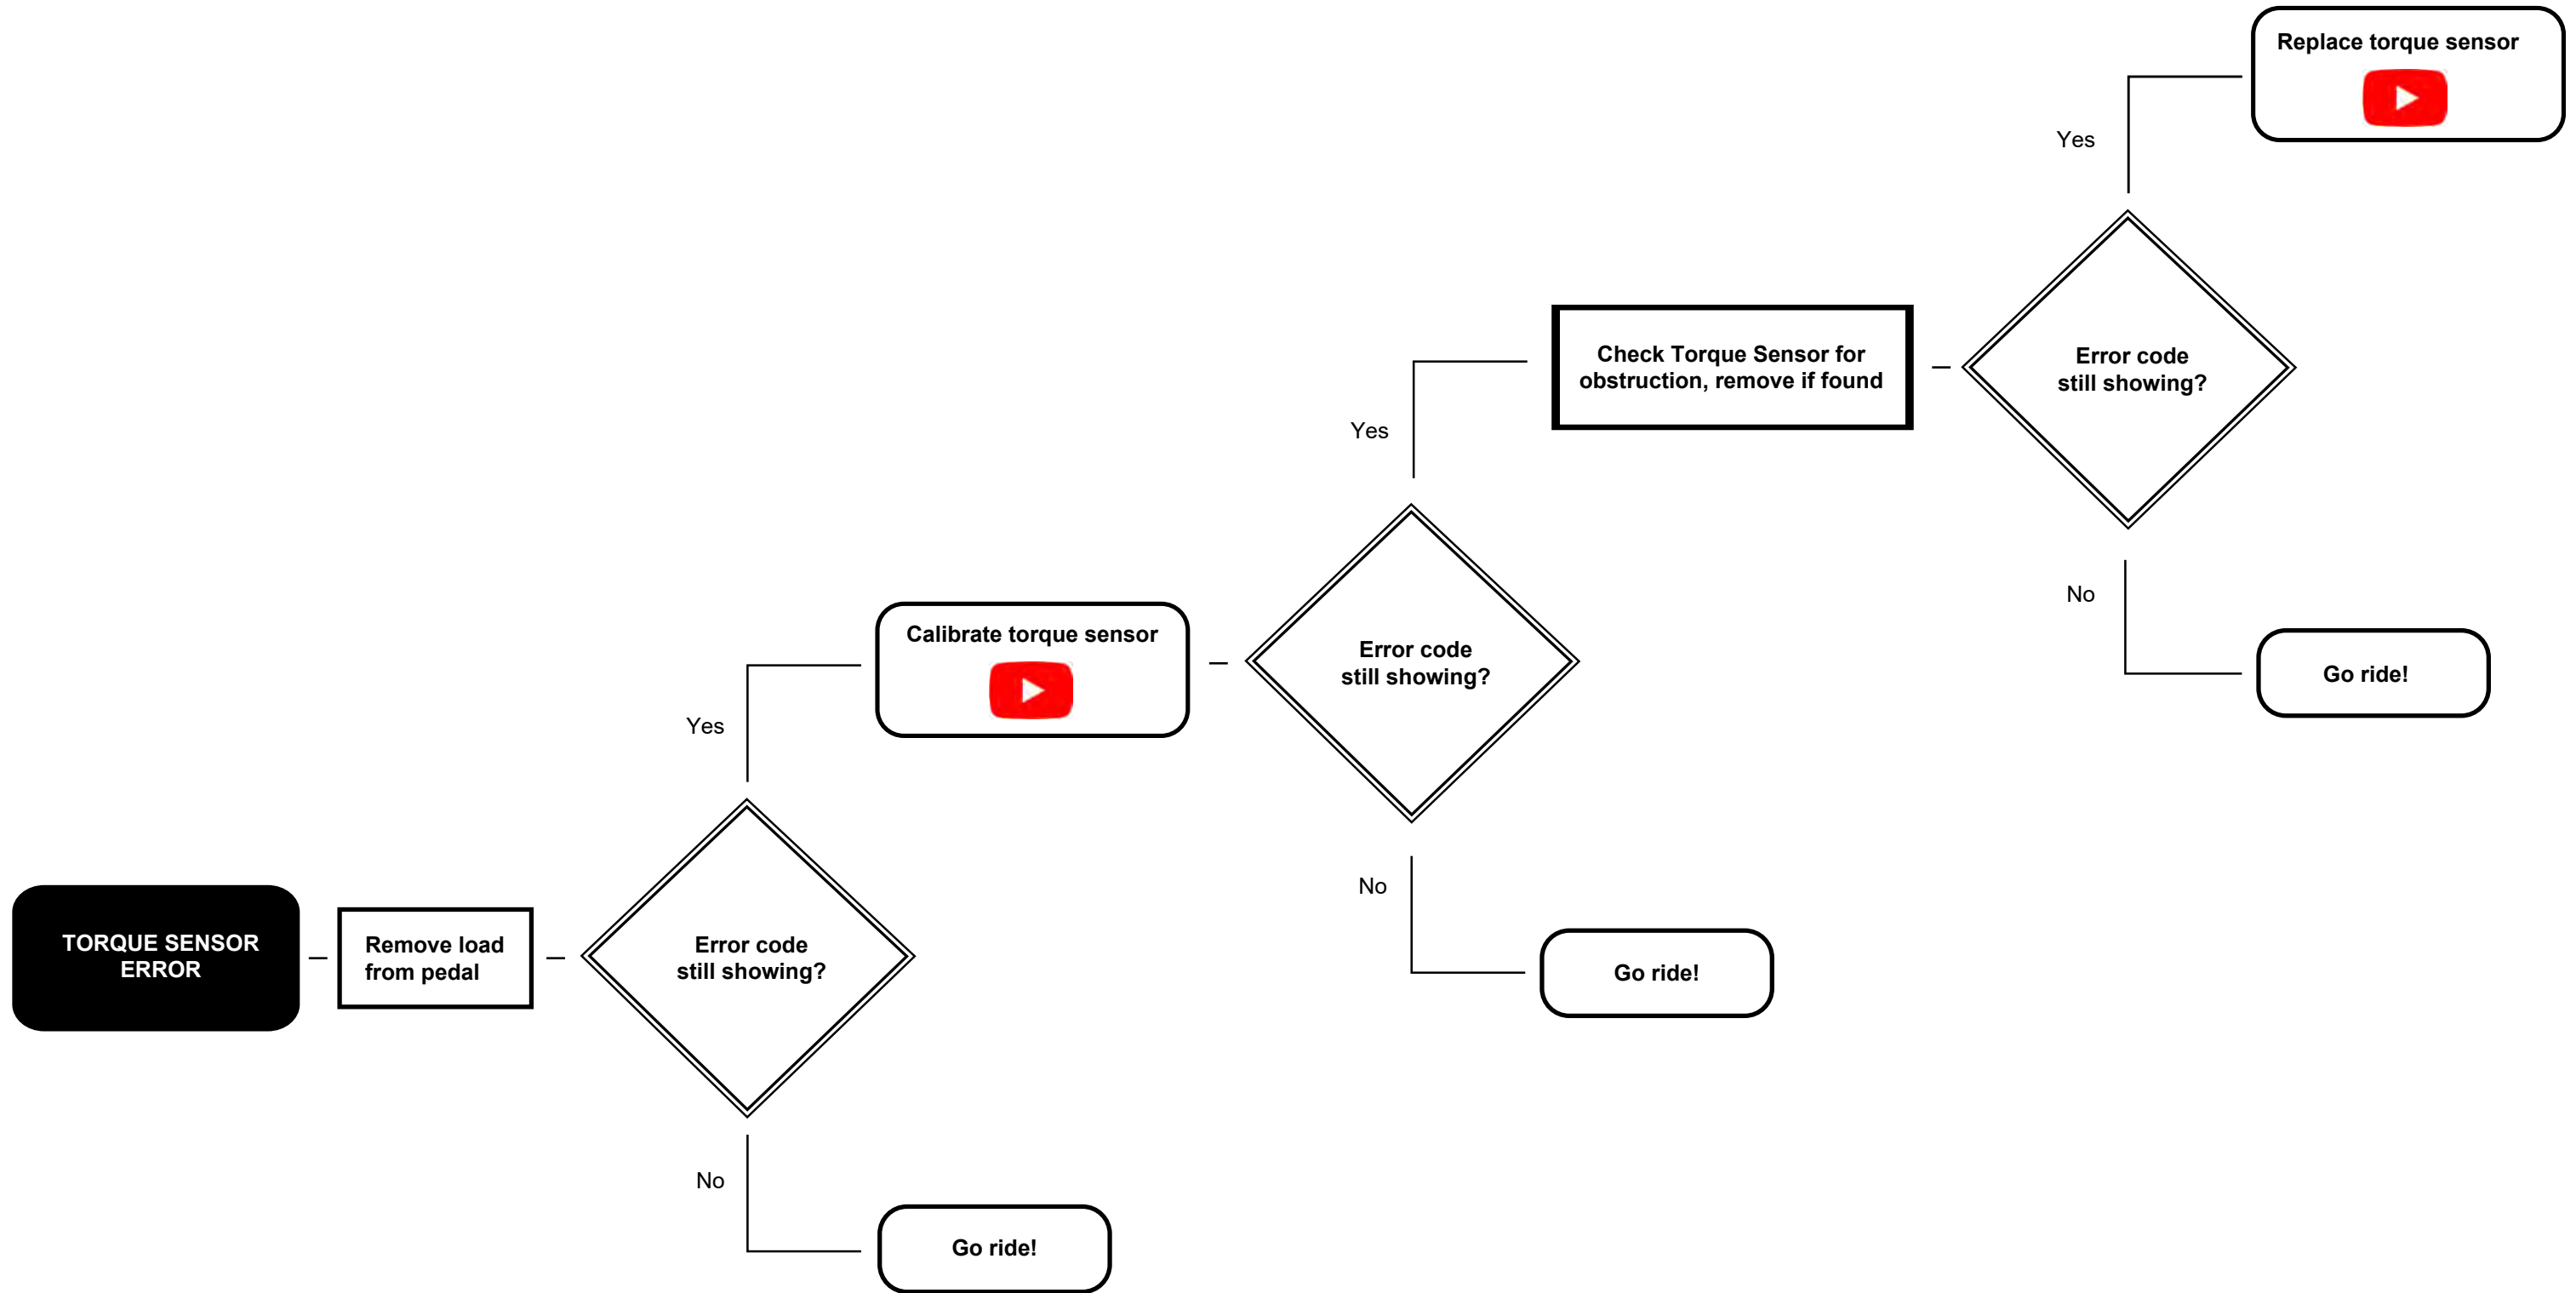 TORQUE SENSOR
ERROR
Remove load
from pedal
Error code
still showing?
Yes
No
Go ride!
Calibrate torque sensor
Error code
still showing?
Yes
No
Go ride!
Check Torque Sensor for
obstruction, remove if found
Error code
still showing?
Yes
No
Go ride!
Replace torque sensor